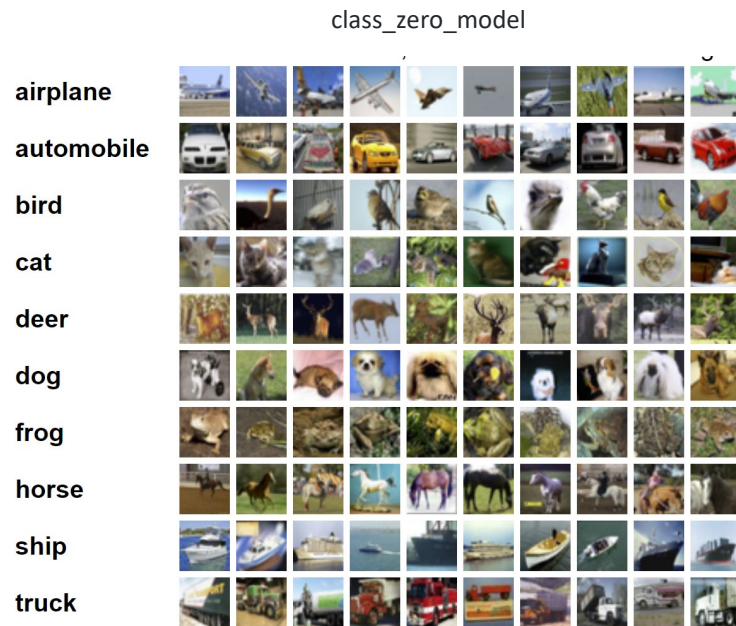 class_zero_model
airplane
automobile
bird
cat
deer
dog
frog
horse
ship
truck